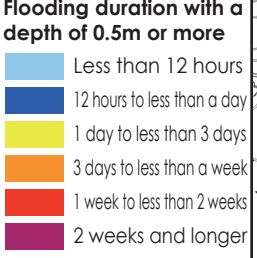 Flooding duration with a
depth of 0.5m or more
Less than 12 hours
12 hours to less than a day
1 day to less than 3 days
3 days to less than a week
1 week to less than 2 weeks
2 weeks and longer